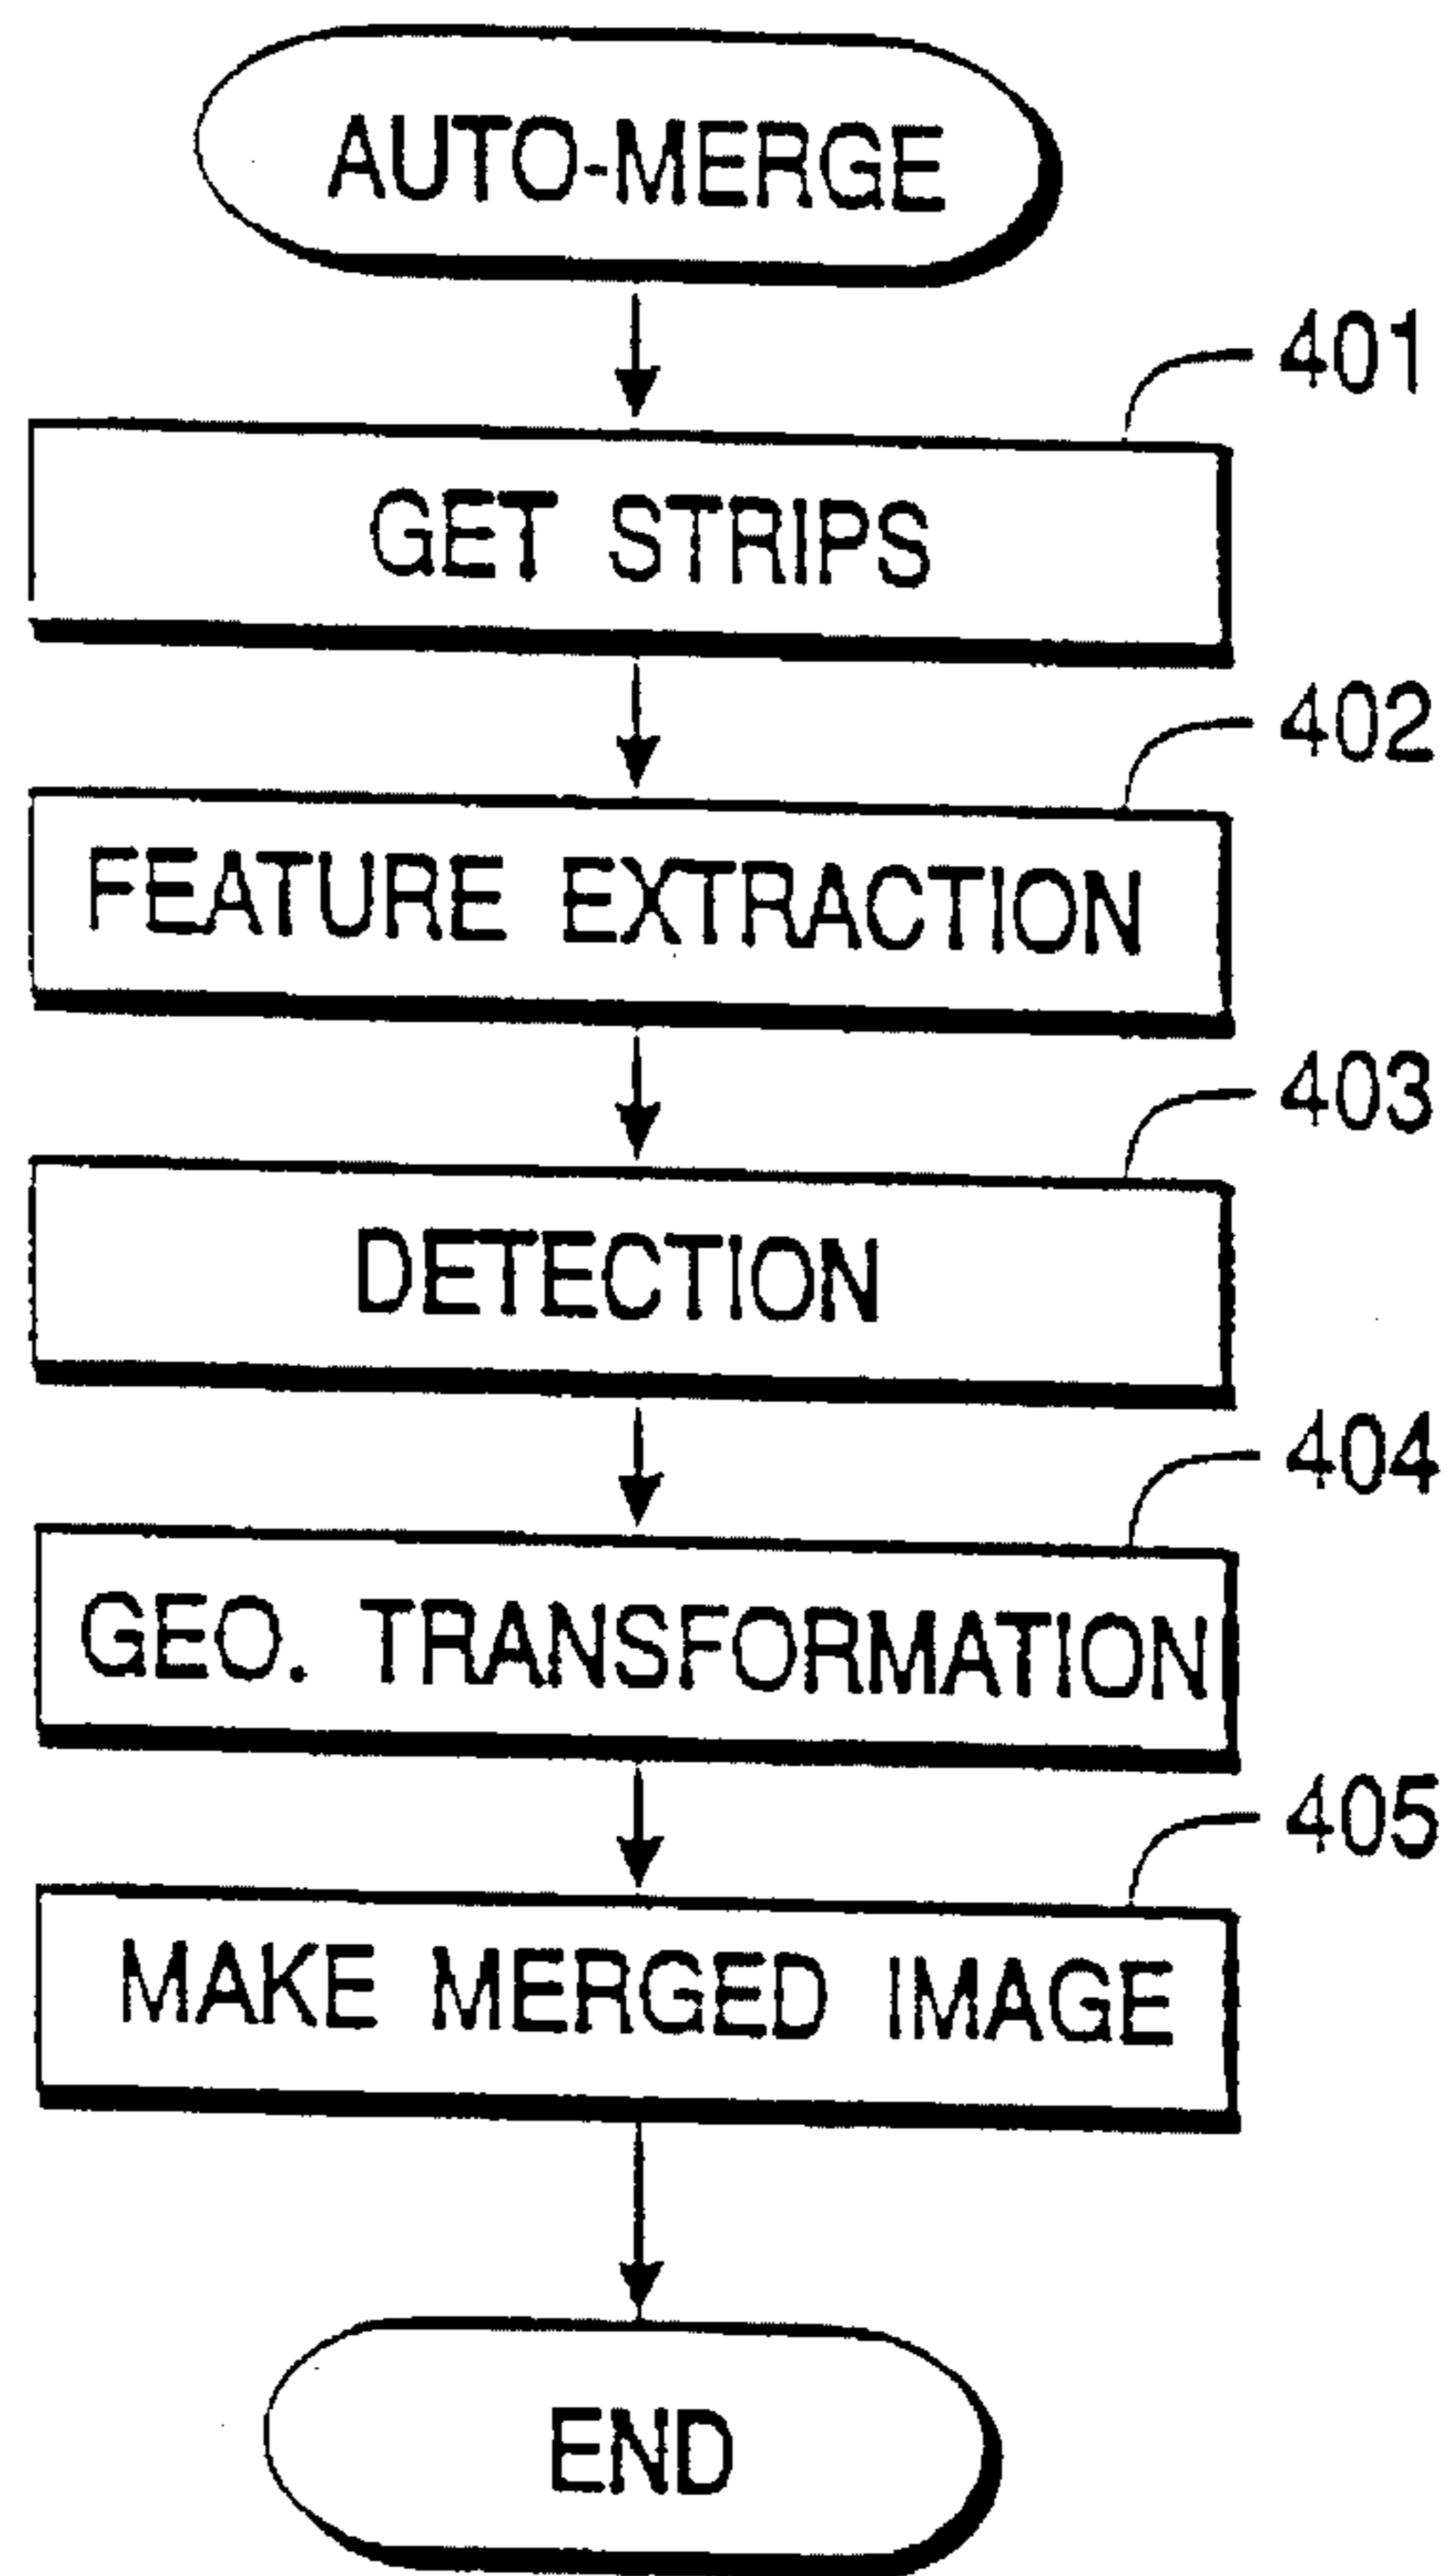 AUTO-MERGE
401
GET STRIPS
402
FEATURE EXTRACTION
403
DETECTION
404
GEO. TRANSFORMATION
405
MAKE MERGED IMAGE
END